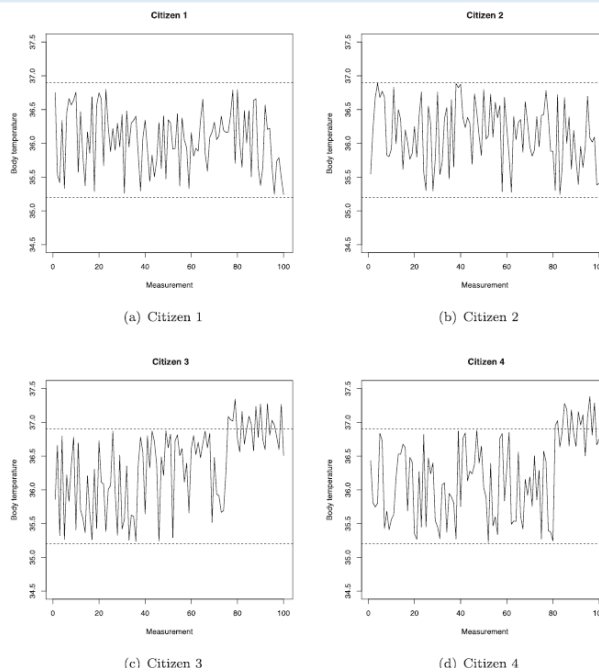 Citizen 1
Body temperature
37.5
37.0
36.5
36.0
35.5
35.0
34.5
0 20 40 60 80 100
Measurement
(a) Citizen 1
Citizen 2
Body temperature
37.5
37.0
36.5
36.0
35.5
35.0
34.5
0 20 40 60 80 100
Measurement
(b) Citizen 2
Citizen 3
Body temperature
37.5
37.0
36.5
36.0
35.5
35.0
34.5
0 20 40 60 80 100
Measurement
(c) Citizen 3
Citizen 4
Body temperature
37.5
37.0
36.5
36.0
35.5
35.0
34.5
0 20 40 60 80
Measurement
(d) Citizen 4